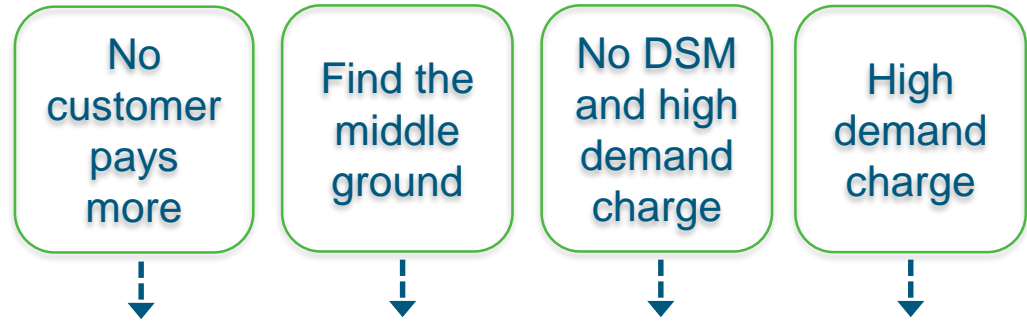 No
customer
pays
more
Find the
middle
ground
No DSM
and high
demand
charge
High
demand
charge